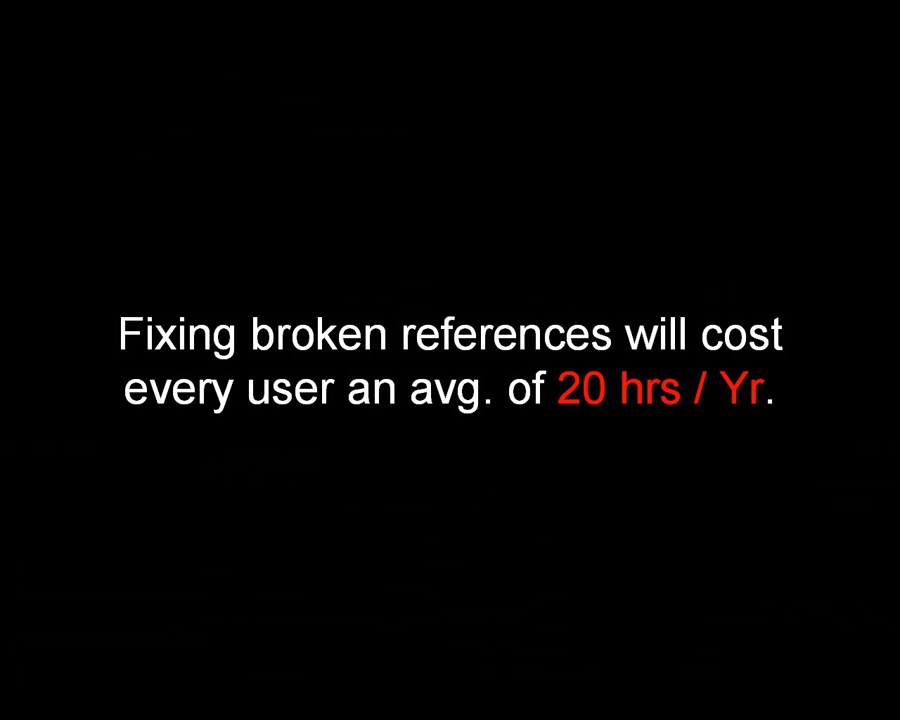 Fixing broken references will cost
every user an avg. of 20 hrs / Yr.